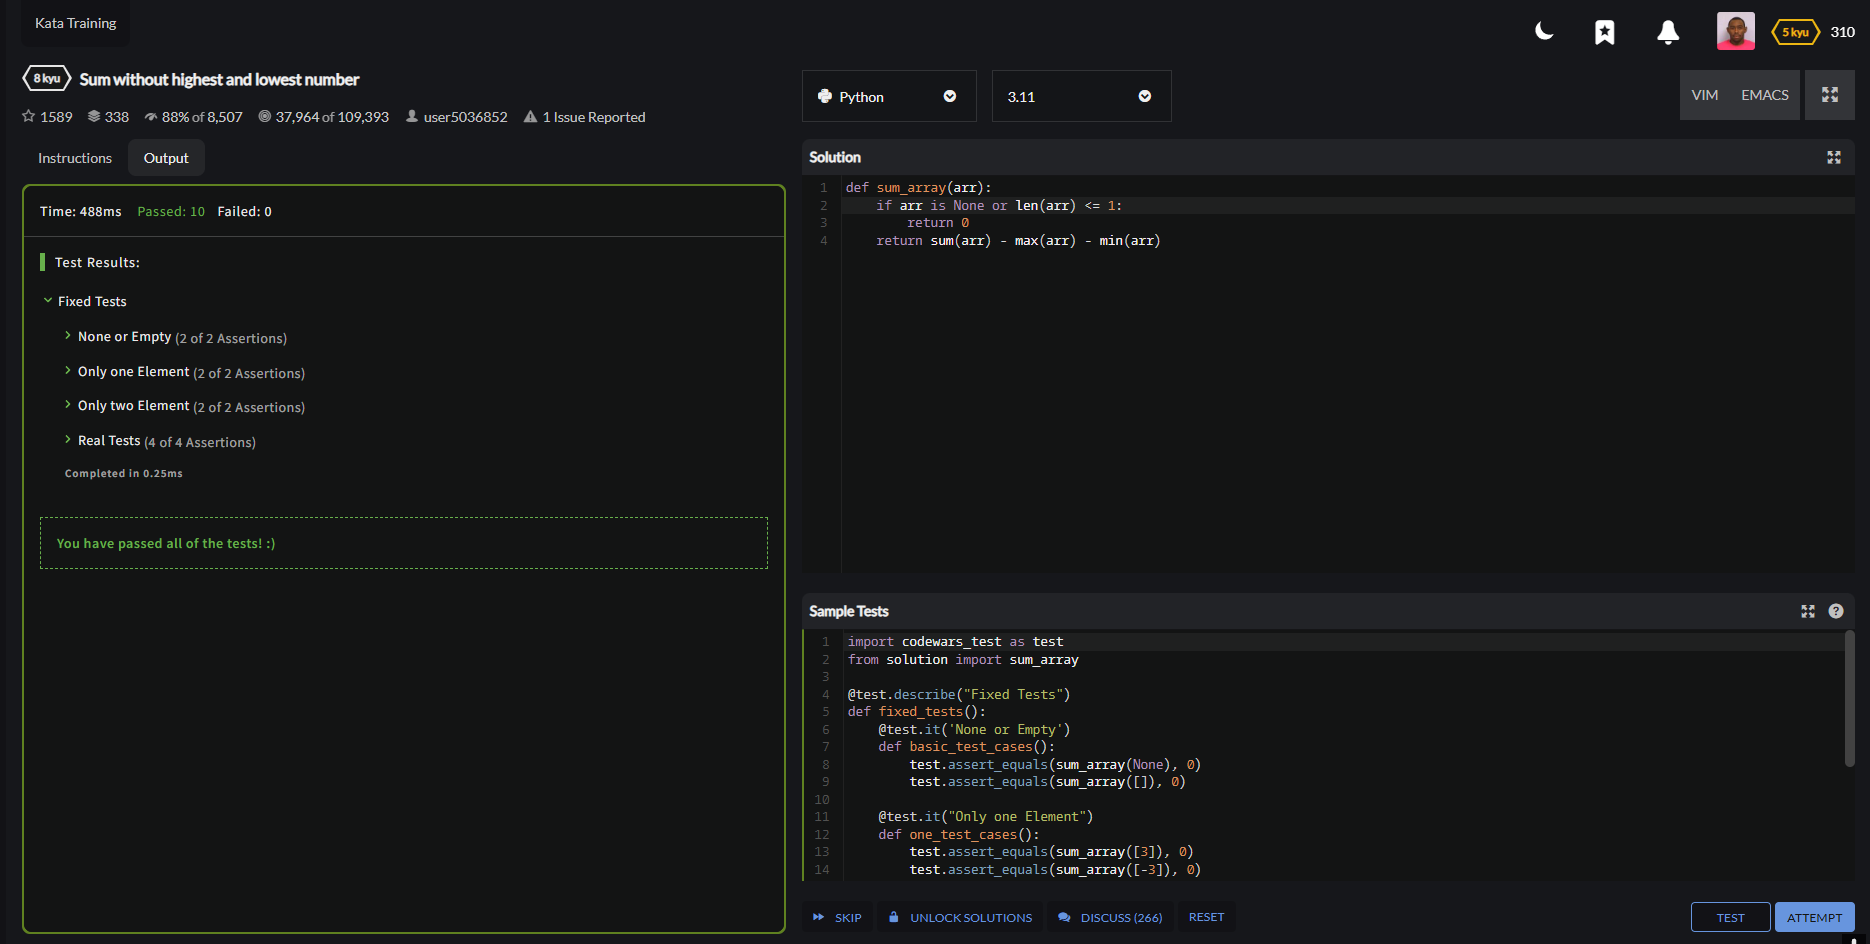 Kata Training
5 kyu 310
8 kyu Sum without highest and lowest number
1589 338 88% of 8,507 37,964 of 109,393 user5036852 1 Issue Reported
Instructions Output
Time: 488ms Passed: 10 Failed: 0
Test Results:
Fixed Tests
None or Empty (2 of 2 Assertions)
Only one Element (2 of 2 Assertions)
Only two Element (2 of 2 Assertions)
Real Tests (4 of 4 Assertions)
Completed in 0.25ms
You have passed all of the tests! :)
Python 3.11 VIM EMACS
Solution
1 def sum_array(arr):
2     if arr is None or len(arr) <= 1:
3         return 0
4     return sum(arr) - max(arr) - min(arr)
Sample Tests
1 import codewars_test as test
2 from solution import sum_array
3
4 @test.describe("Fixed Tests")
5 def fixed_tests():
6     @test.it('None or Empty')
7     def basic_test_cases():
8         test.assert_equals(sum_array(None), 0)
9         test.assert_equals(sum_array([]), 0)
10
11     @test.it("Only one Element")
12     def one_test_cases():
13         test.assert_equals(sum_array([3]), 0)
14         test.assert_equals(sum_array([-3]), 0)
SKIP UNLOCK SOLUTIONS DISCUSS (266) RESET TEST ATTEMPT